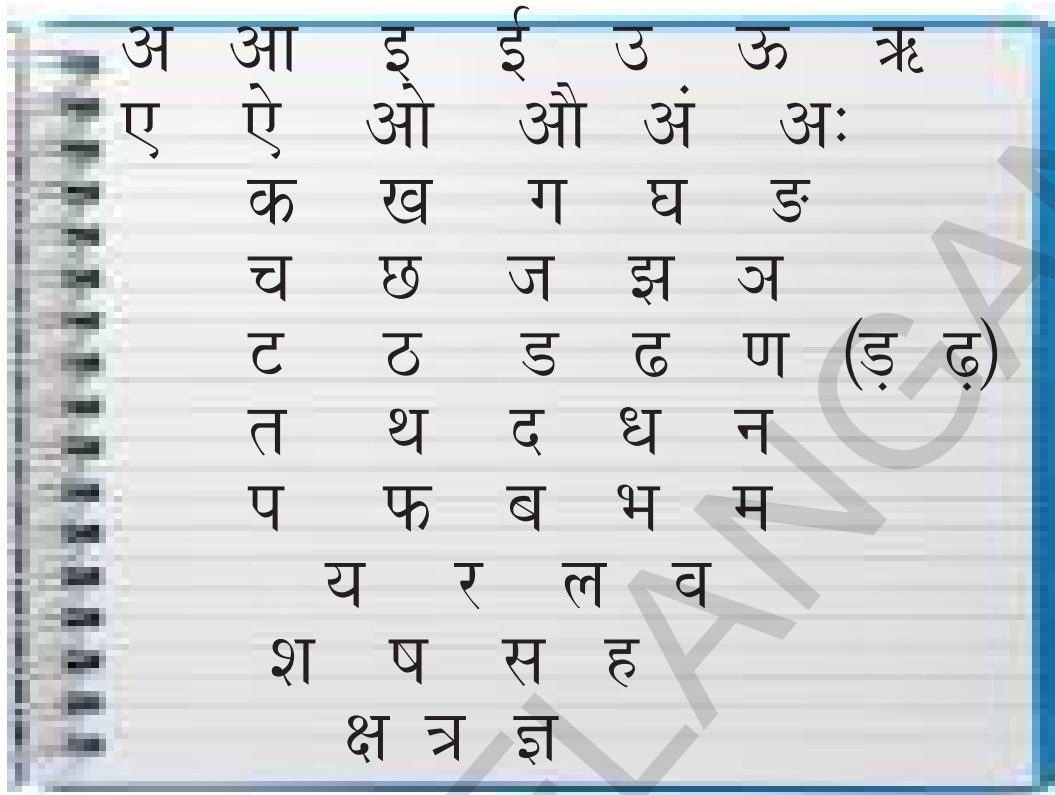 अ आ इ ई उ ऊ ऋ
ए ऐ ओ औ अं अः
क ख ग घ ङ
च छ ज झ ञ
ट ठ ड ढ ण (ड़ ढ़)
त थ द ध न
प फ ब भ म
य र ल व
श ष स ह
क्ष त्र ज्ञ